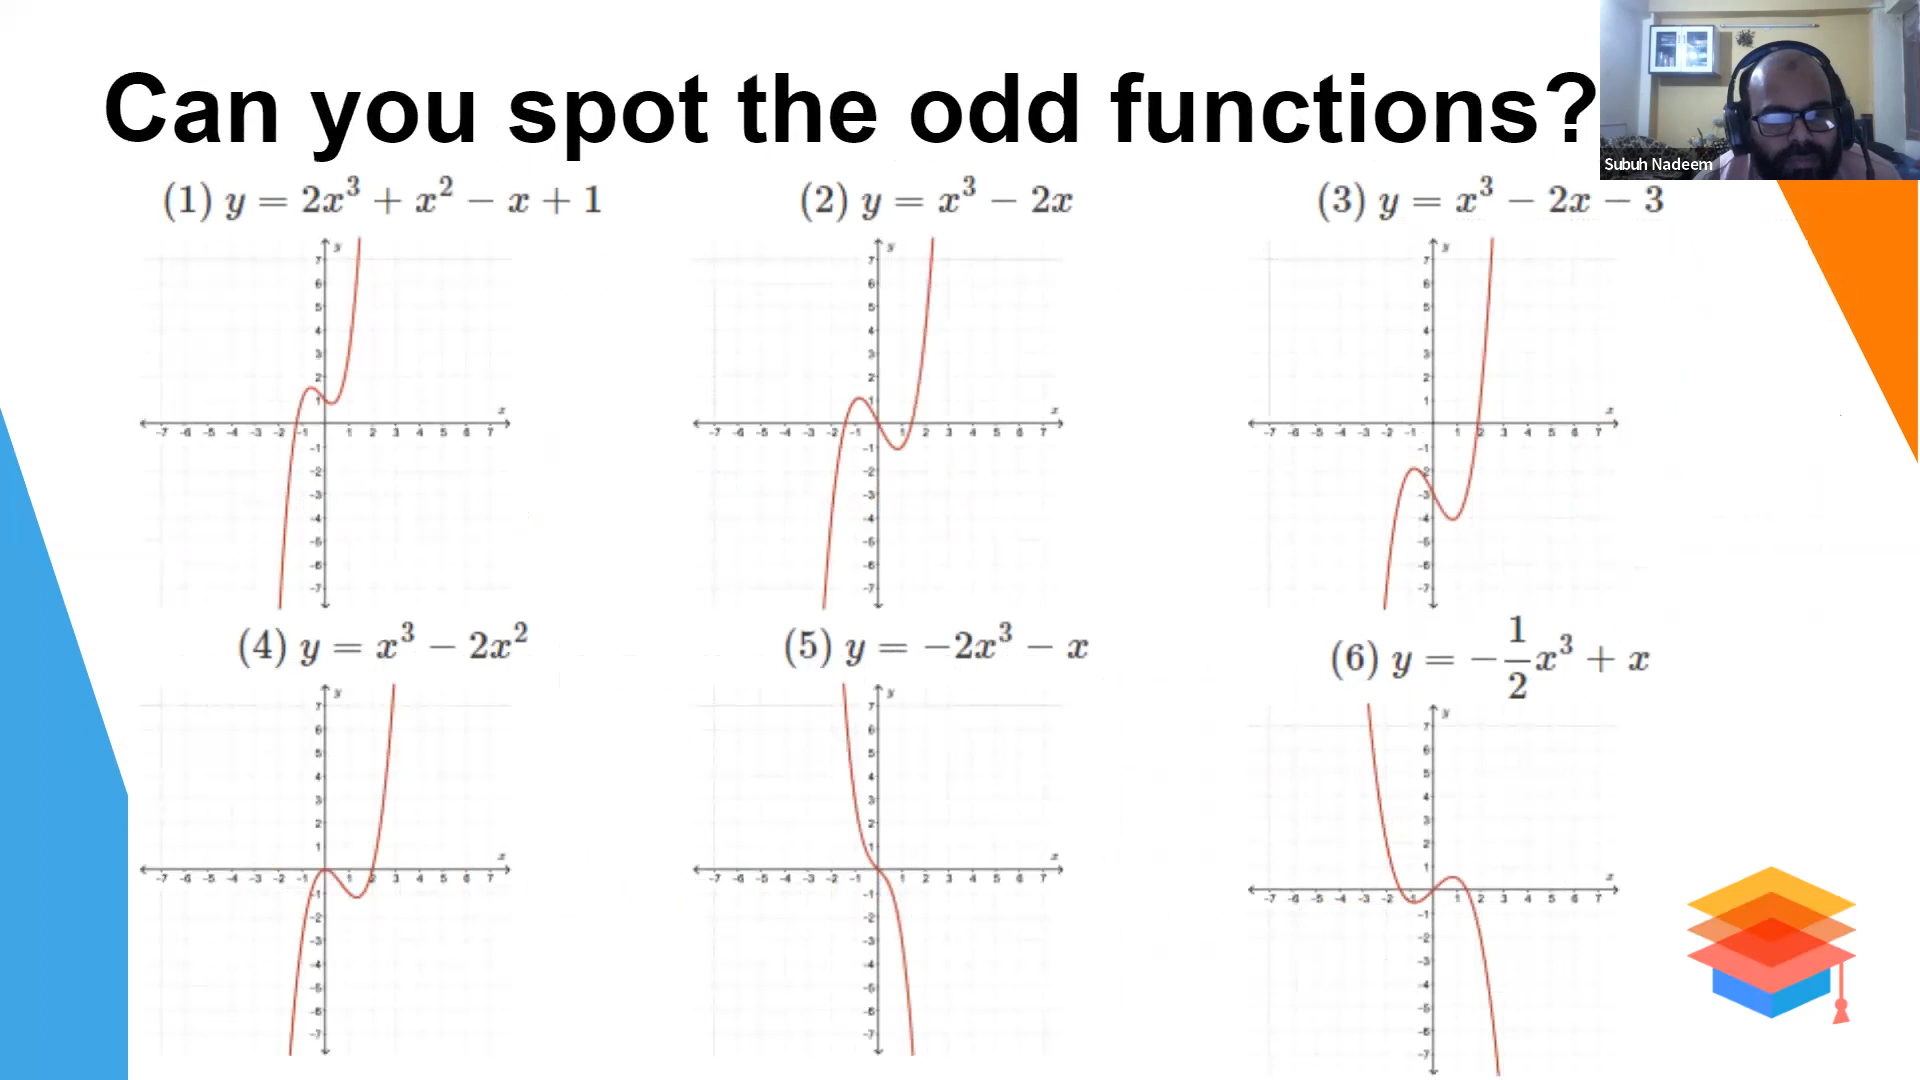 Can you spot the odd functions?
Subuh Nadeem
(1) y = 2x³ + x² − x + 1
(2) y = x³ − 2x
(3) y = x³ − 2x − 3
(4) y = x³ − 2x²
(5) y = −2x³ − x
(6) y = −1/2x³ + x